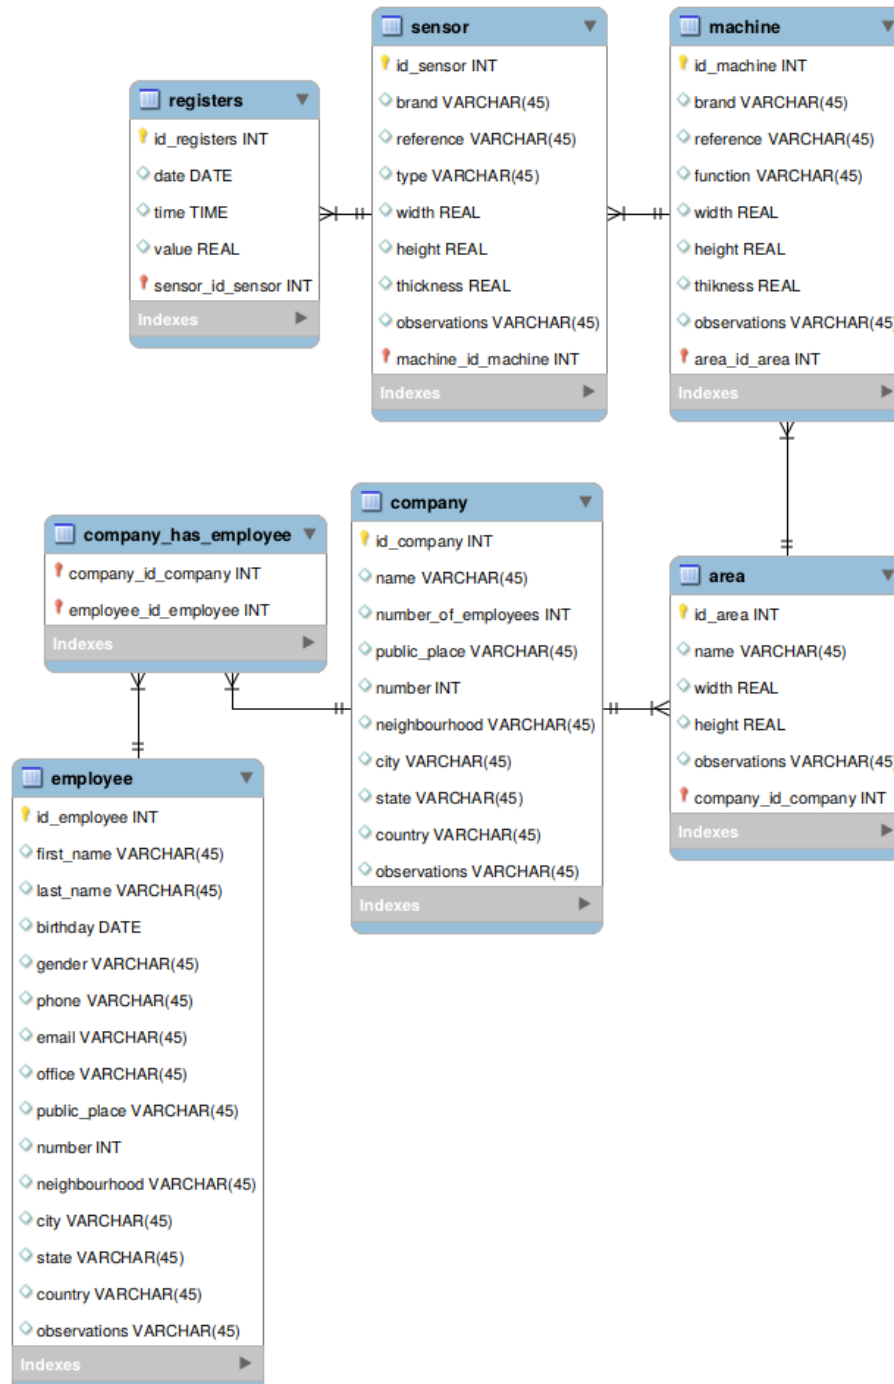 sensor
id_sensor INT
brand VARCHAR(45)
reference VARCHAR(45)
type VARCHAR(45)
width REAL
height REAL
thickness REAL
observations VARCHAR(45)
machine_id_machine INT
Indexes
machine
id_machine INT
brand VARCHAR(45)
reference VARCHAR(45)
function VARCHAR(45)
width REAL
height REAL
thikness REAL
observations VARCHAR(45)
area_id_area INT
Indexes
registers
id_registers INT
date DATE
time TIME
value REAL
sensor_id_sensor INT
Indexes
company_has_employee
company_id_company INT
employee_id_employee INT
Indexes
company
id_company INT
name VARCHAR(45)
number_of_employees INT
public_place VARCHAR(45)
number INT
neighbourhood VARCHAR(45)
city VARCHAR(45)
state VARCHAR(45)
country VARCHAR(45)
observations VARCHAR(45)
Indexes
area
id_area INT
name VARCHAR(45)
width REAL
height REAL
observations VARCHAR(45)
company_id_company INT
Indexes
employee
id_employee INT
first_name VARCHAR(45)
last_name VARCHAR(45)
birthday DATE
gender VARCHAR(45)
phone VARCHAR(45)
email VARCHAR(45)
office VARCHAR(45)
public_place VARCHAR(45)
number INT
neighbourhood VARCHAR(45)
city VARCHAR(45)
state VARCHAR(45)
country VARCHAR(45)
observations VARCHAR(45)
Indexes